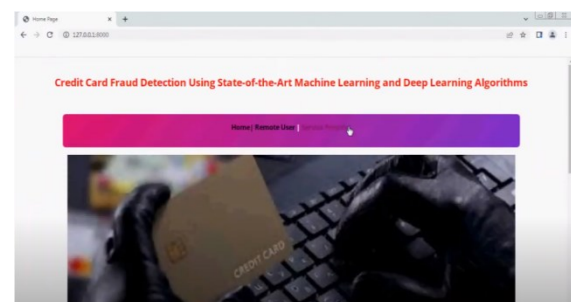 Home Page
127.0.0.1:8000
Credit Card Fraud Detection Using State-of-the-Art Machine Learning and Deep Learning Algorithms
Home | Remote User | Service Provider
CREDIT CARD